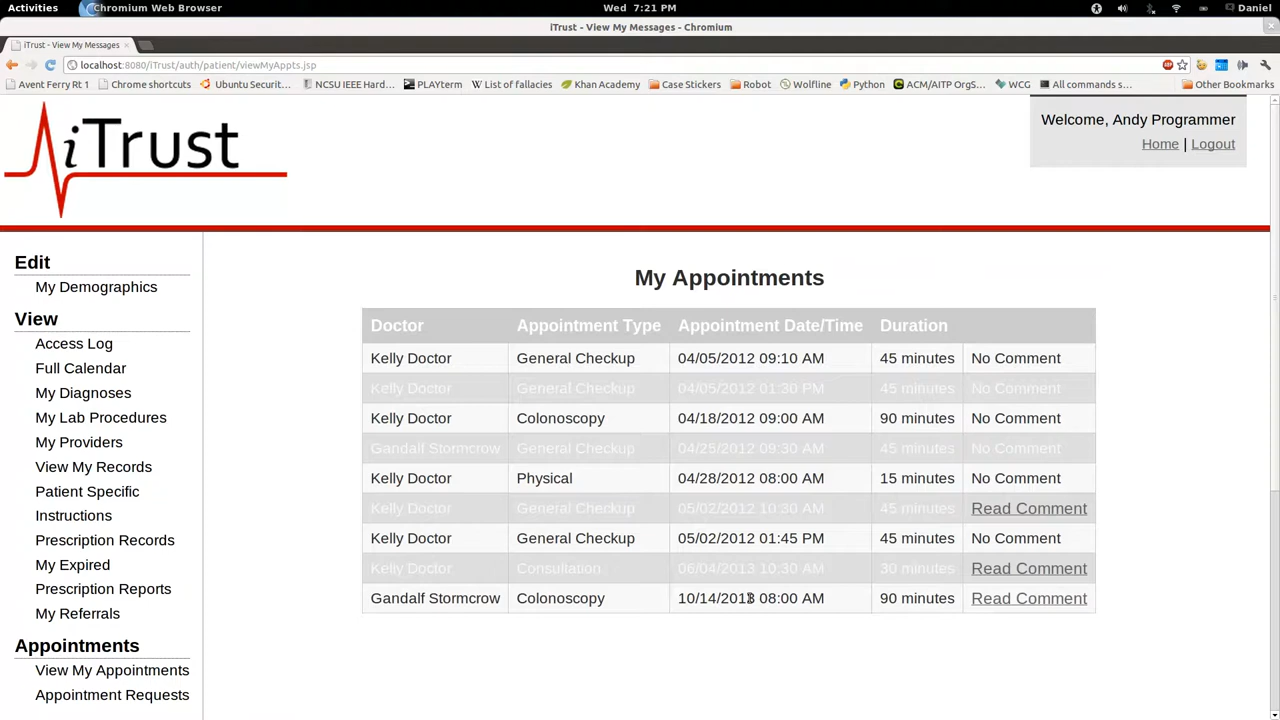 Activities Chromium Web Browser Wed 7:21 PM Daniel
iTrust - View My Messages - Chromium
iTrust - View My Messages ×
localhost:8080/iTrust/auth/patient/viewMyAppts.jsp
Avent Ferry Rt 1 Chrome shortcuts Ubuntu Securit... NCSU IEEE Hard... PLAYterm List of fallacies Khan Academy Case Stickers Robot Wolfline Python ACM/AITP OrgS... WCG All commands s... Other Bookmarks
iTrust
Welcome, Andy Programmer
Home | Logout
Edit
My Demographics
View
Access Log
Full Calendar
My Diagnoses
My Lab Procedures
My Providers
View My Records
Patient Specific
Instructions
Prescription Records
My Expired
Prescription Reports
My Referrals
Appointments
View My Appointments
Appointment Requests
My Appointments
Doctor Appointment Type Appointment Date/Time Duration
Kelly Doctor General Checkup 04/05/2012 09:10 AM 45 minutes No Comment
Kelly Doctor General Checkup 04/05/2012 01:30 PM 45 minutes No Comment
Kelly Doctor Colonoscopy 04/18/2012 09:00 AM 90 minutes No Comment
Gandalf Stormcrow General Checkup 04/25/2012 09:30 AM 45 minutes No Comment
Kelly Doctor Physical 04/28/2012 08:00 AM 15 minutes No Comment
Kelly Doctor General Checkup 05/02/2012 10:30 AM 45 minutes Read Comment
Kelly Doctor General Checkup 05/02/2012 01:45 PM 45 minutes No Comment
Kelly Doctor Consultation 06/04/2013 10:30 AM 30 minutes Read Comment
Gandalf Stormcrow Colonoscopy 10/14/2013 08:00 AM 90 minutes Read Comment